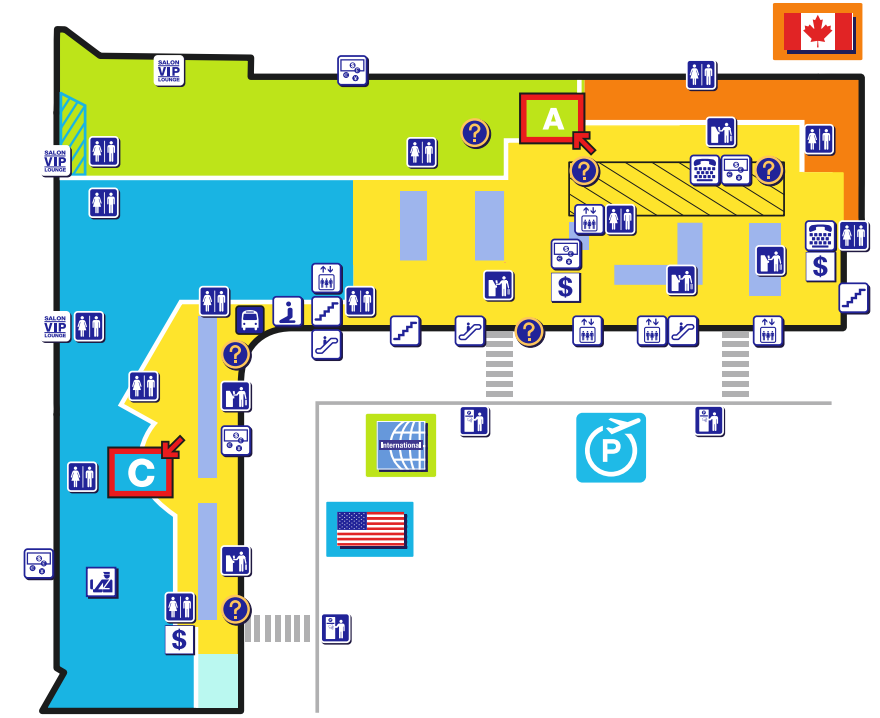 SALON
VIP
LOUNGE
$
€
¥
A
?
SALON
VIP
LOUNGE
?
?
$
$
SALON
VIP
LOUNGE
?
?
International
P
C
?
$